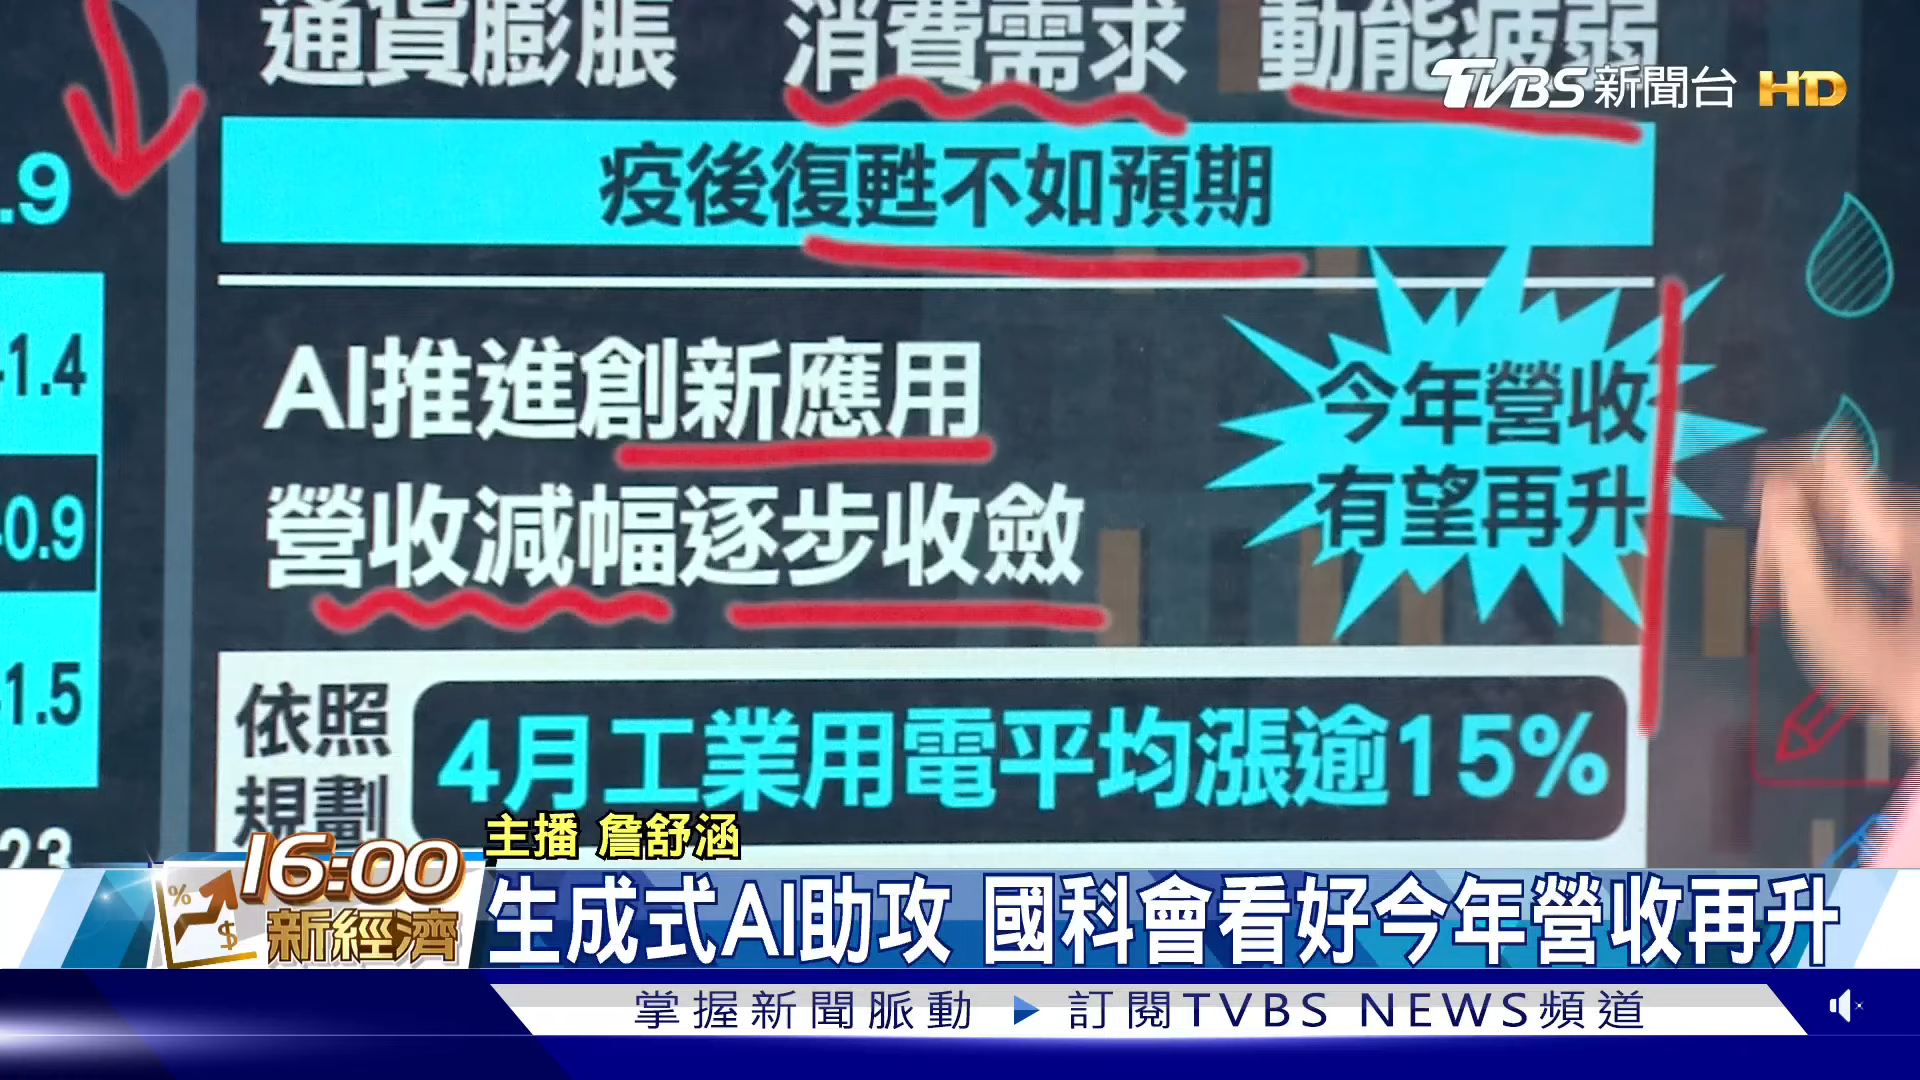 通貨膨脹 消費需求 動能疲弱
TVBS新聞台 HD
.9
疫後復甦不如預期
-1.4
AI推進創新應用
今年營收
有望再升
-0.9
營收減幅逐步收斂
-1.5
依照
規劃
4月工業用電平均漲逾15%
23
主播 詹舒涵
16:00
新經濟
% $
生成式AI助攻 國科會看好今年營收再升
掌握新聞脈動 ▶ 訂閱TVBS NEWS頻道